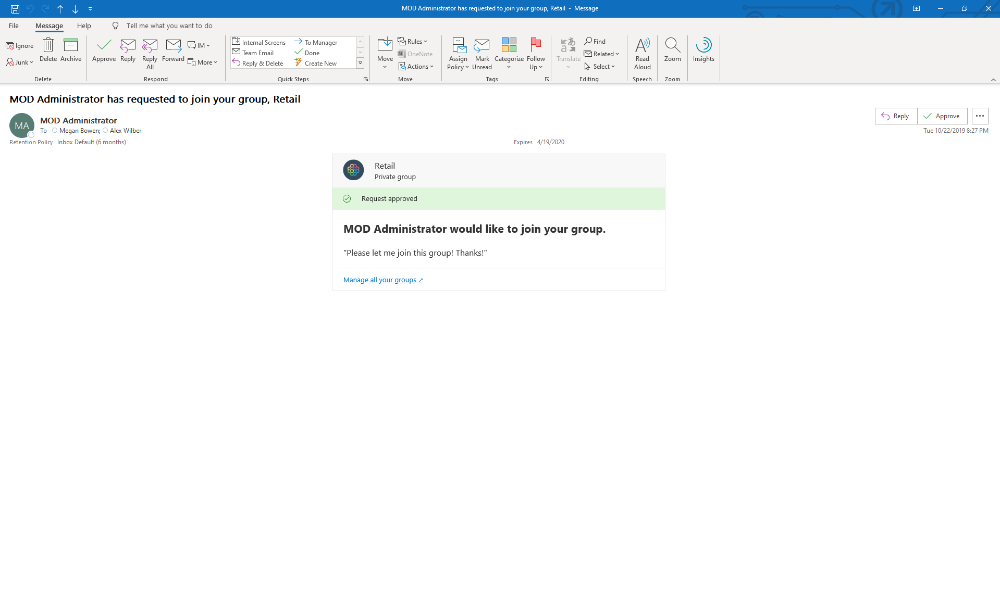 MOD Administrator has requested to join your group, Retail - Message
File Message Help Tell me what you want to do
Ignore
Junk
Delete
Archive
Delete
Approve
Reply
Reply All
Forward
IM
More
Respond
Internal Screens
Team Email
Reply & Delete
To Manager
Done
Create New
Quick Steps
Move
Rules
OneNote
Actions
Move
Assign Policy
Mark Unread
Categorize
Follow Up
Tags
Translate
Find
Related
Select
Editing
Read Aloud
Speech
Zoom
Zoom
Insights
MOD Administrator has requested to join your group, Retail
MA
MOD Administrator
To Megan Bowen; Alex Wilber
Retention Policy Inbox Default (6 months)
Expires 4/19/2020
Reply Approve
Tue 10/22/2019 8:27 PM
Retail
Private group
Request approved
MOD Administrator would like to join your group.
"Please let me join this group! Thanks!"
Manage all your groups ↗